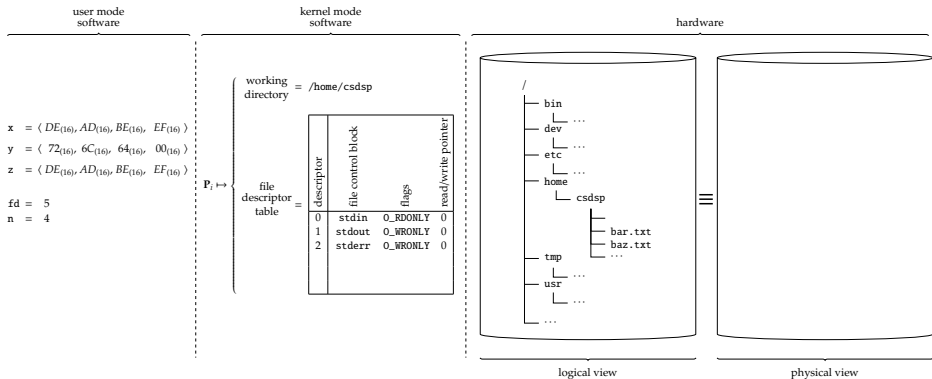 user mode
software
kernel mode
software
hardware
x = ⟨ DE(16), AD(16), BE(16), EF(16) ⟩
y = ⟨ 72(16), 6C(16), 64(16), 00(16) ⟩
z = ⟨ DE(16), AD(16), BE(16), EF(16) ⟩
fd = 5
n = 4
Pi ↦
working
directory = /home/csdsp
file
descriptor
table =
descriptor file control block flags read/write pointer
0 stdin O_RDONLY 0
1 stdout O_WRONLY 0
2 stderr O_WRONLY 0
/
bin
...
dev
...
etc
...
home
csdsp
bar.txt
baz.txt
...
tmp
...
usr
...
...
≡
logical view
physical view